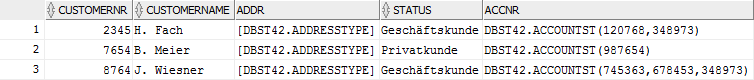 CUSTOMERNR CUSTOMERNAME ADDR STATUS ACCNR
1 2345 H. Fach [DBST42.ADDRESSTYPE] Geschäftskunde DBST42.ACCOUNTST(120768,348973)
2 7654 B. Meier [DBST42.ADDRESSTYPE] Privatkunde DBST42.ACCOUNTST(987654)
3 8764 J. Wiesner [DBST42.ADDRESSTYPE] Geschäftskunde DBST42.ACCOUNTST(745363,678453,348973)